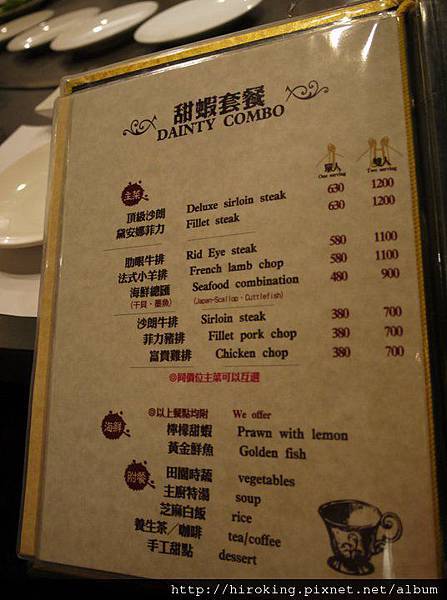 甜蝦套餐
DAINTY COMBO
單人 雙人
One serving Two serving
主菜
頂級沙朗 Deluxe sirloin steak 630 1200
黛安娜菲力 Fillet steak 630 1200
肋眼牛排 Rid Eye steak 580 1100
法式小羊排 French lamb chop 580 1100
海鮮總匯 Seafood combination 480 900
(干貝、墨魚) (Japan-Scallop、Cuttlefish)
沙朗牛排 Sirloin steak 380 700
菲力豬排 Fillet pork chop 380 700
富貴雞排 Chicken chop 380 700
◎同價位主菜可以互選
◎以上餐點均附 We offer
海鮮
檸檬甜蝦 Prawn with lemon
黃金鮮魚 Golden fish
附餐
田園時蔬 vegetables
主廚特湯 soup
芝麻白飯 rice
養生茶／咖啡 tea/coffee
手工甜點 dessert
http://hiroking.pixnet.net/album